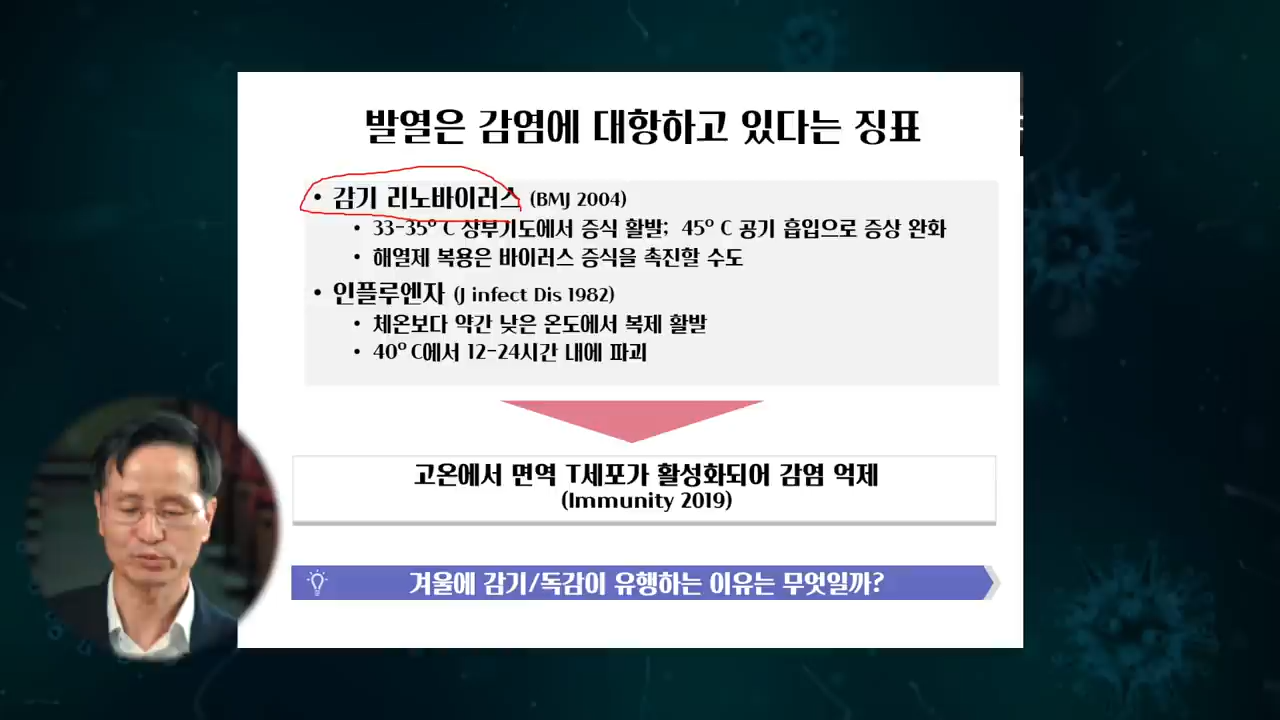 발열은 감염에 대항하고 있다는 징표
• 감기 리노바이러스 (BMJ 2004)
• 33-35º C 상부기도에서 증식 활발; 45º C 공기 흡입으로 증상 완화
• 해열제 복용은 바이러스 증식을 촉진할 수도
• 인플루엔자 (J infect Dis 1982)
• 체온보다 약간 낮은 온도에서 복제 활발
• 40º C에서 12-24시간 내에 파괴
고온에서 면역 T세포가 활성화되어 감염 억제
(Immunity 2019)
겨울에 감기/독감이 유행하는 이유는 무엇일까?